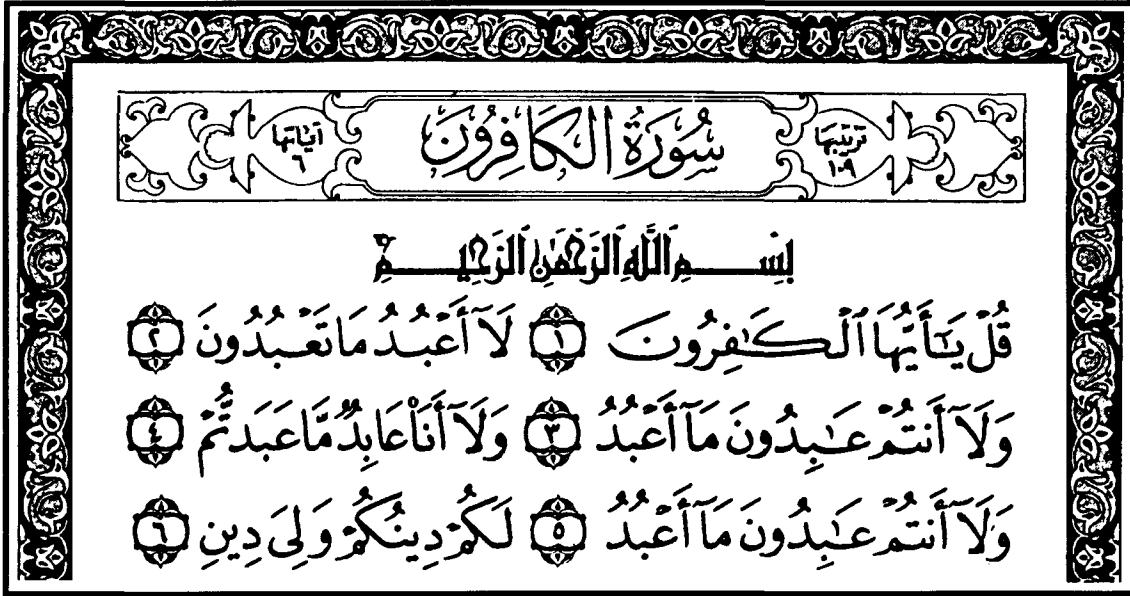 ترتيبها ١٠٩ سُورَةُ الكَافِرُونَ آياتها ٦
بِسْمِ ٱللَّهِ ٱلرَّحْمَٰنِ ٱلرَّحِيمِ
قُلْ يَٰٓأَيُّهَا ٱلْكَٰفِرُونَ ١ لَآ أَعْبُدُ مَا تَعْبُدُونَ ٢
وَلَآ أَنتُمْ عَٰبِدُونَ مَآ أَعْبُدُ ٣ وَلَآ أَنَا۠ عَابِدٌ مَّا عَبَدتُّمْ ٤
وَلَآ أَنتُمْ عَٰبِدُونَ مَآ أَعْبُدُ ٥ لَكُمْ دِينُكُمْ وَلِىَ دِينِ ٦